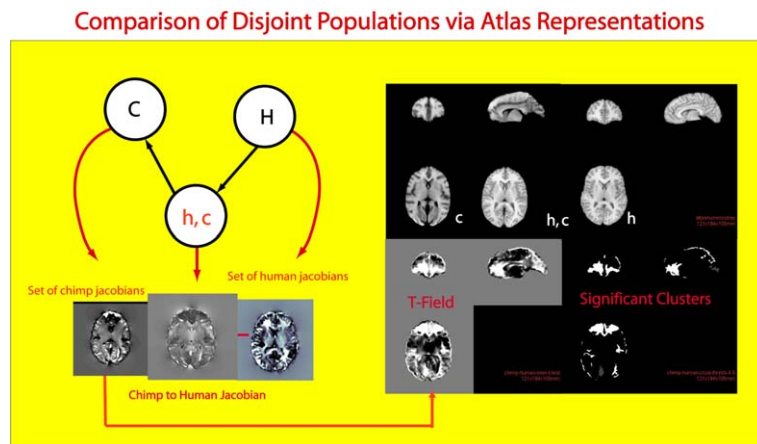 Comparison of Disjoint Populations via Atlas Representations
C
H
h, c
Set of chimp jacobians
Set of human jacobians
Chimp to Human Jacobian
c
h, c
h
T-Field
Significant Clusters